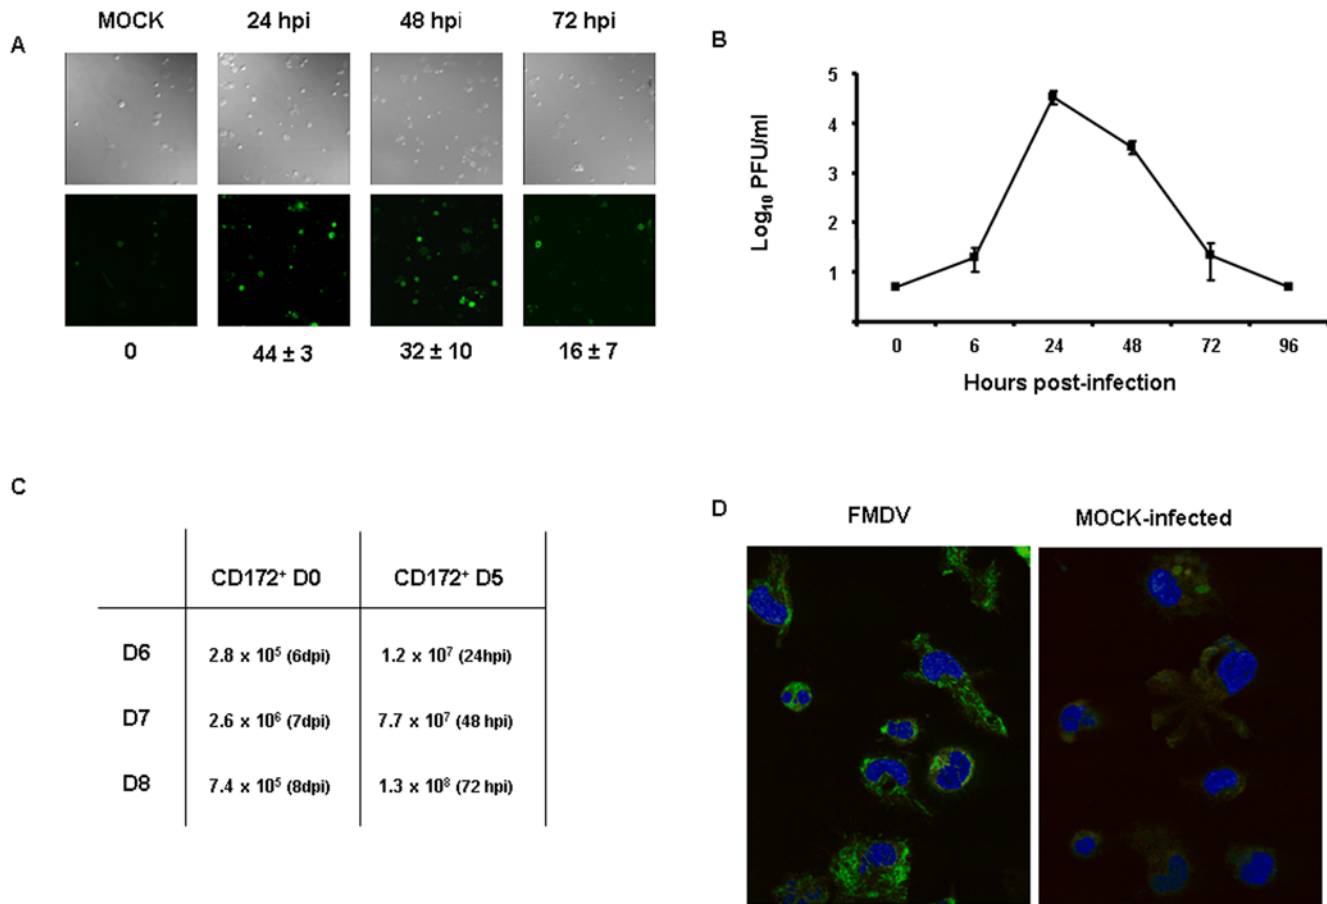 A
MOCK 24 hpi 48 hpi 72 hpi
0 44 ± 3 32 ± 10 16 ± 7
B
Log₁₀ PFU/ml
5
4
3
2
1
0 6 24 48 72 96
Hours post-infection
C
CD172⁺ D0 CD172⁺ D5
D6 2.8 x 10⁵ (6dpi) 1.2 x 10⁷ (24hpi)
D7 2.6 x 10⁶ (7dpi) 7.7 x 10⁷ (48 hpi)
D8 7.4 x 10⁵ (8dpi) 1.3 x 10⁸ (72 hpi)
D
FMDV MOCK-infected